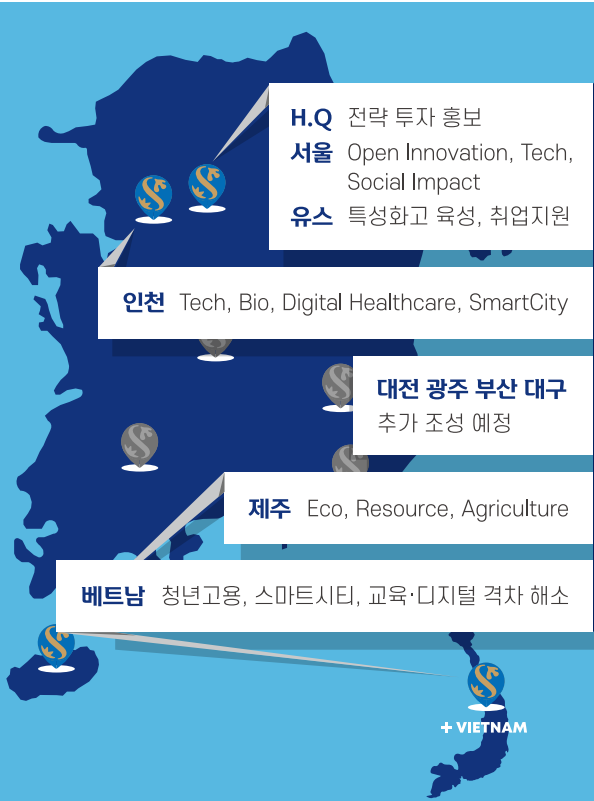 H.Q 전략 투자 홍보
서울 Open Innovation, Tech,
Social Impact
유스 특성화고 육성, 취업지원
인천 Tech, Bio, Digital Healthcare, SmartCity
대전 광주 부산 대구
추가 조성 예정
제주 Eco, Resource, Agriculture
베트남 청년고용, 스마트시티, 교육·디지털 격차 해소
+ VIETNAM